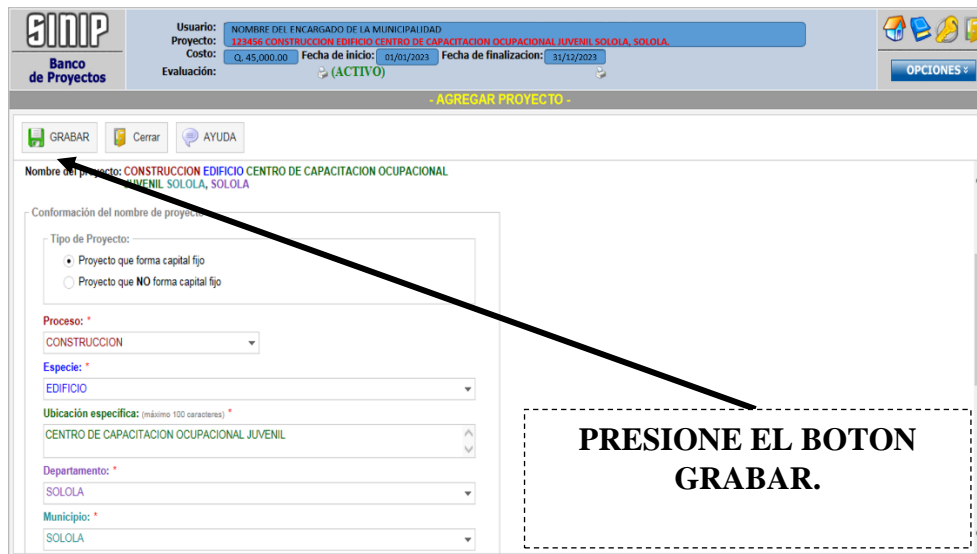 SINIP
Banco
de Proyectos
Usuario: NOMBRE DEL ENCARGADO DE LA MUNICIPALIDAD
Proyecto: 123456 CONSTRUCCION EDIFICIO CENTRO DE CAPACITACION OCUPACIONAL JUVENIL SOLOLA, SOLOLA.
Costo: Q. 45,000.00 Fecha de inicio: 01/01/2023 Fecha de finalizacion: 31/12/2023
Evaluación: (ACTIVO)
OPCIONES
- AGREGAR PROYECTO -
GRABAR Cerrar AYUDA
Nombre del proyecto: CONSTRUCCION EDIFICIO CENTRO DE CAPACITACION OCUPACIONAL
JUVENIL SOLOLA, SOLOLA
Conformación del nombre de proyecto
Tipo de Proyecto:
Proyecto que forma capital fijo
Proyecto que NO forma capital fijo
Proceso: *
CONSTRUCCION
Especie: *
EDIFICIO
Ubicación específica: (máximo 100 caracteres) *
CENTRO DE CAPACITACION OCUPACIONAL JUVENIL
Departamento: *
SOLOLA
Municipio: *
SOLOLA
PRESIONE EL BOTON
GRABAR.